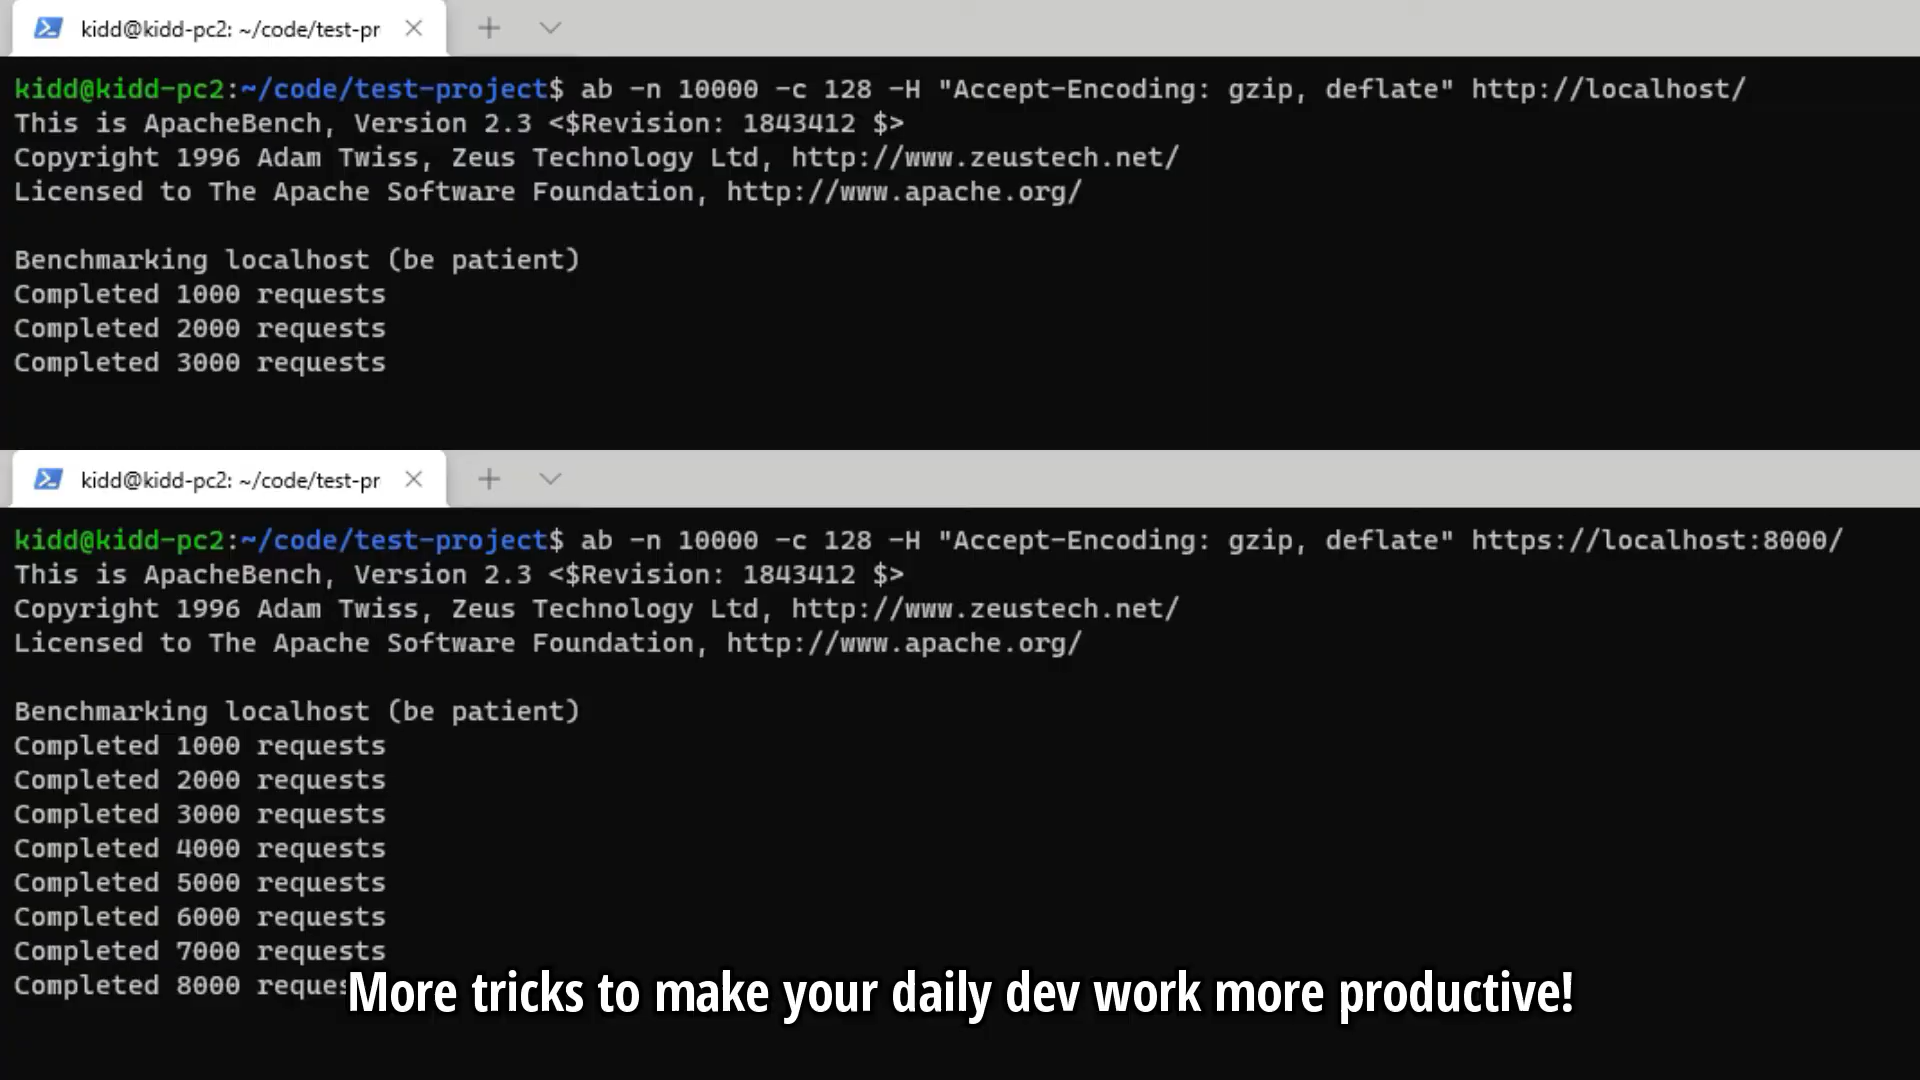 kidd@kidd-pc2: ~/code/test-pr
kidd@kidd-pc2:~/code/test-project$ ab -n 10000 -c 128 -H "Accept-Encoding: gzip, deflate" http://localhost/
This is ApacheBench, Version 2.3 <$Revision: 1843412 $>
Copyright 1996 Adam Twiss, Zeus Technology Ltd, http://www.zeustech.net/
Licensed to The Apache Software Foundation, http://www.apache.org/
Benchmarking localhost (be patient)
Completed 1000 requests
Completed 2000 requests
Completed 3000 requests
kidd@kidd-pc2: ~/code/test-pr
kidd@kidd-pc2:~/code/test-project$ ab -n 10000 -c 128 -H "Accept-Encoding: gzip, deflate" https://localhost:8000/
This is ApacheBench, Version 2.3 <$Revision: 1843412 $>
Copyright 1996 Adam Twiss, Zeus Technology Ltd, http://www.zeustech.net/
Licensed to The Apache Software Foundation, http://www.apache.org/
Benchmarking localhost (be patient)
Completed 1000 requests
Completed 2000 requests
Completed 3000 requests
Completed 4000 requests
Completed 5000 requests
Completed 6000 requests
Completed 7000 requests
Completed 8000 reques
More tricks to make your daily dev work more productive!